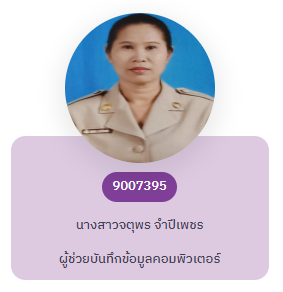 9007395
นางสาวจตุพร จำปีเพชร
ผู้ช่วยบันทึกข้อมูลคอมพิวเตอร์